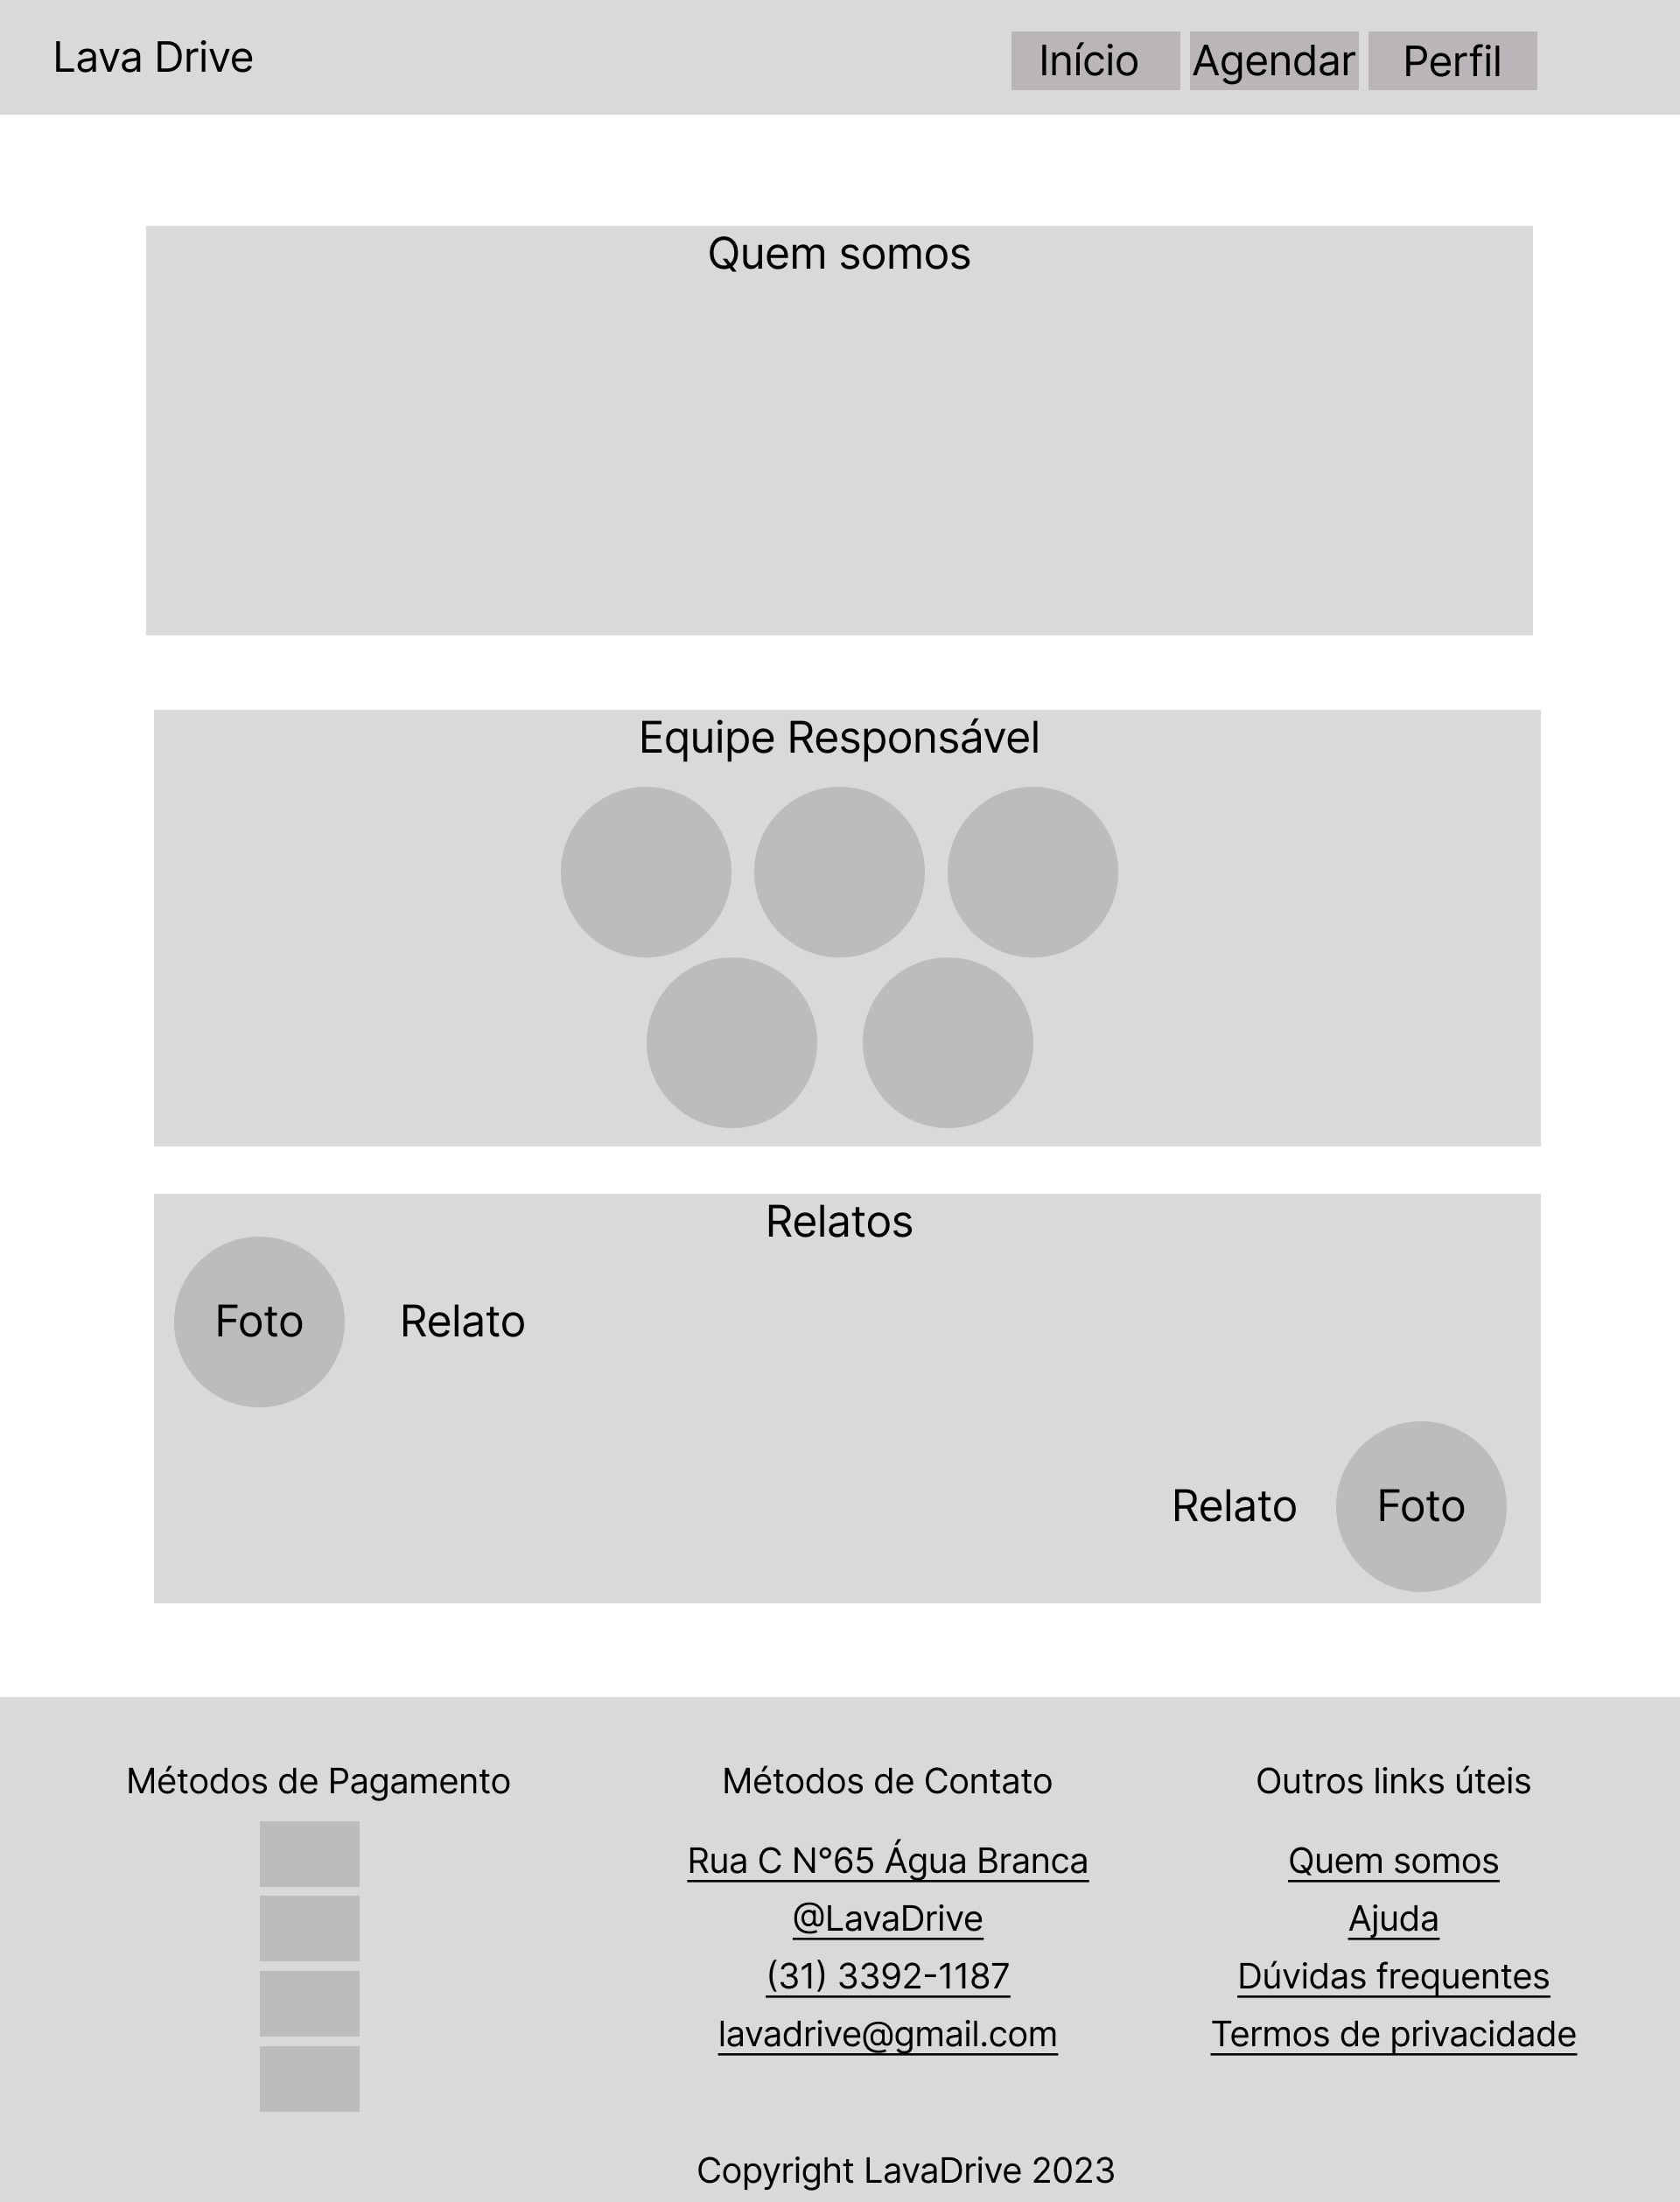 Lava Drive
Início
Agendar
Perfil
Quem somos
Equipe Responsável
Relatos
Foto
Relato
Relato
Foto
Métodos de Pagamento
Métodos de Contato
Rua C N°65 Água Branca
@LavaDrive
(31) 3392-1187
lavadrive@gmail.com
Outros links úteis
Quem somos
Ajuda
Dúvidas frequentes
Termos de privacidade
Copyright LavaDrive 2023